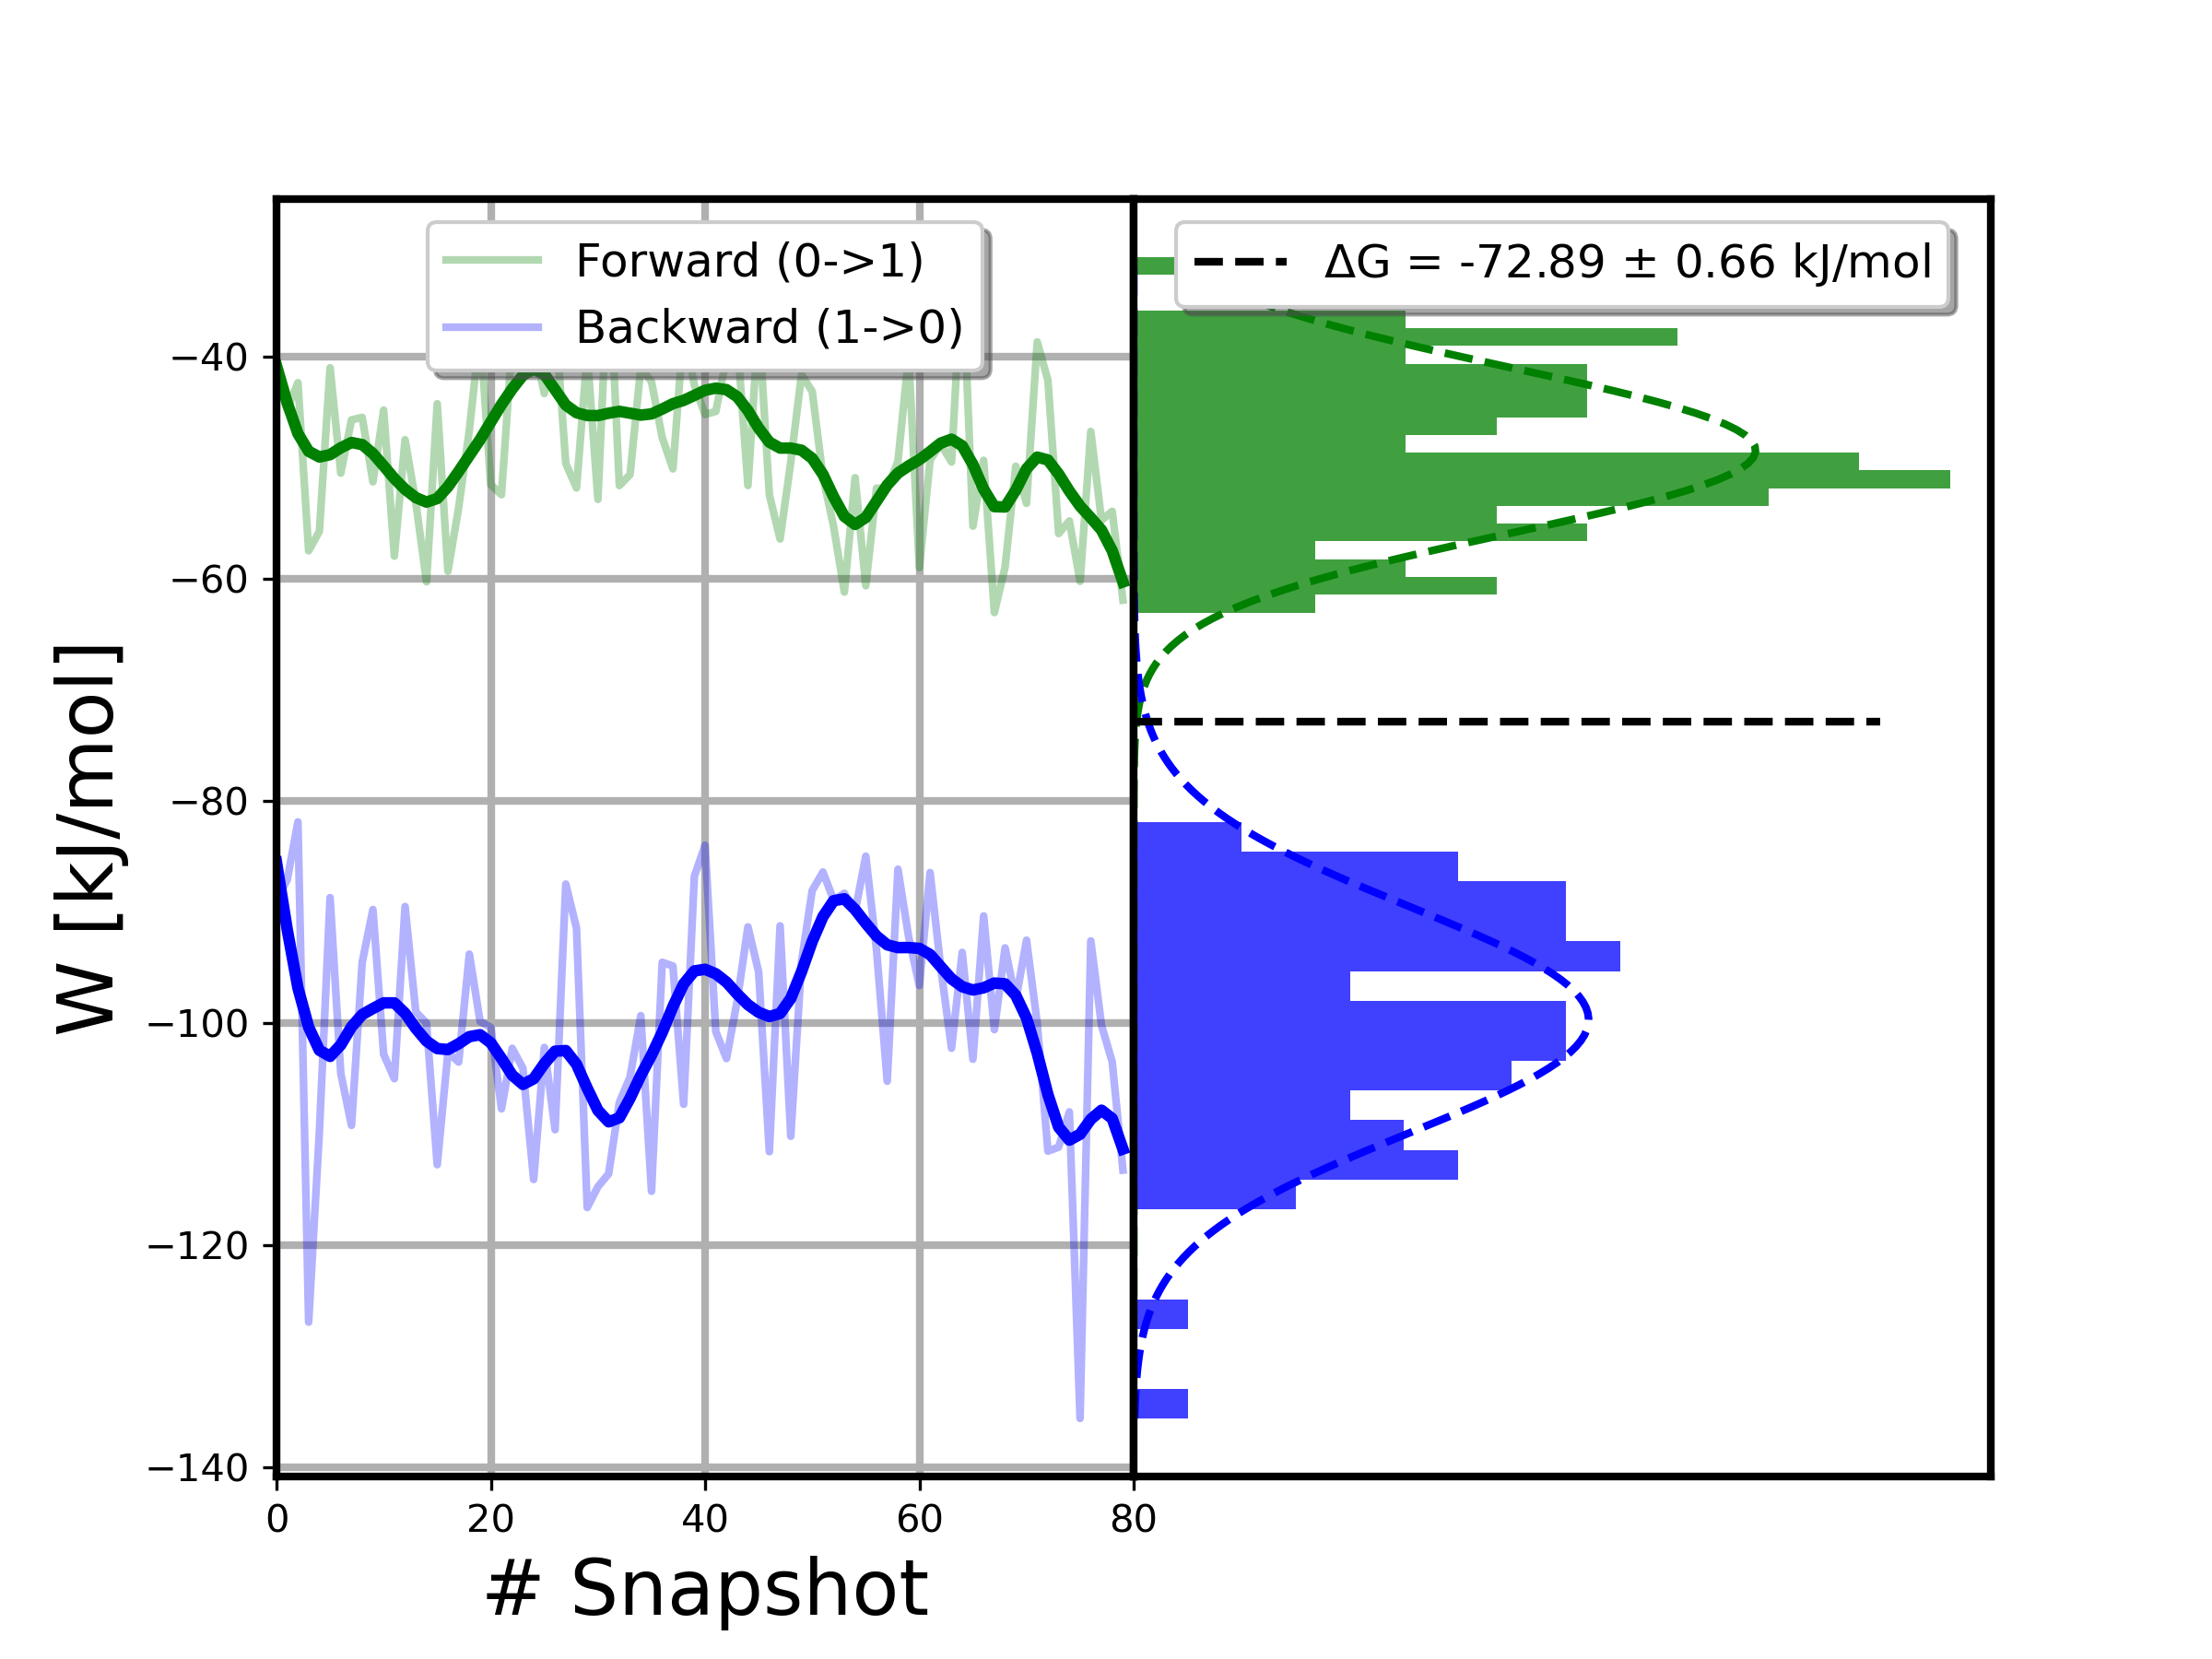 Forward (0->1)
Backward (1->0)
ΔG = -72.89 ± 0.66 kJ/mol
W [kJ/mol]
−40
−60
−80
−100
−120
−140
0 20 40 60 80
# Snapshot